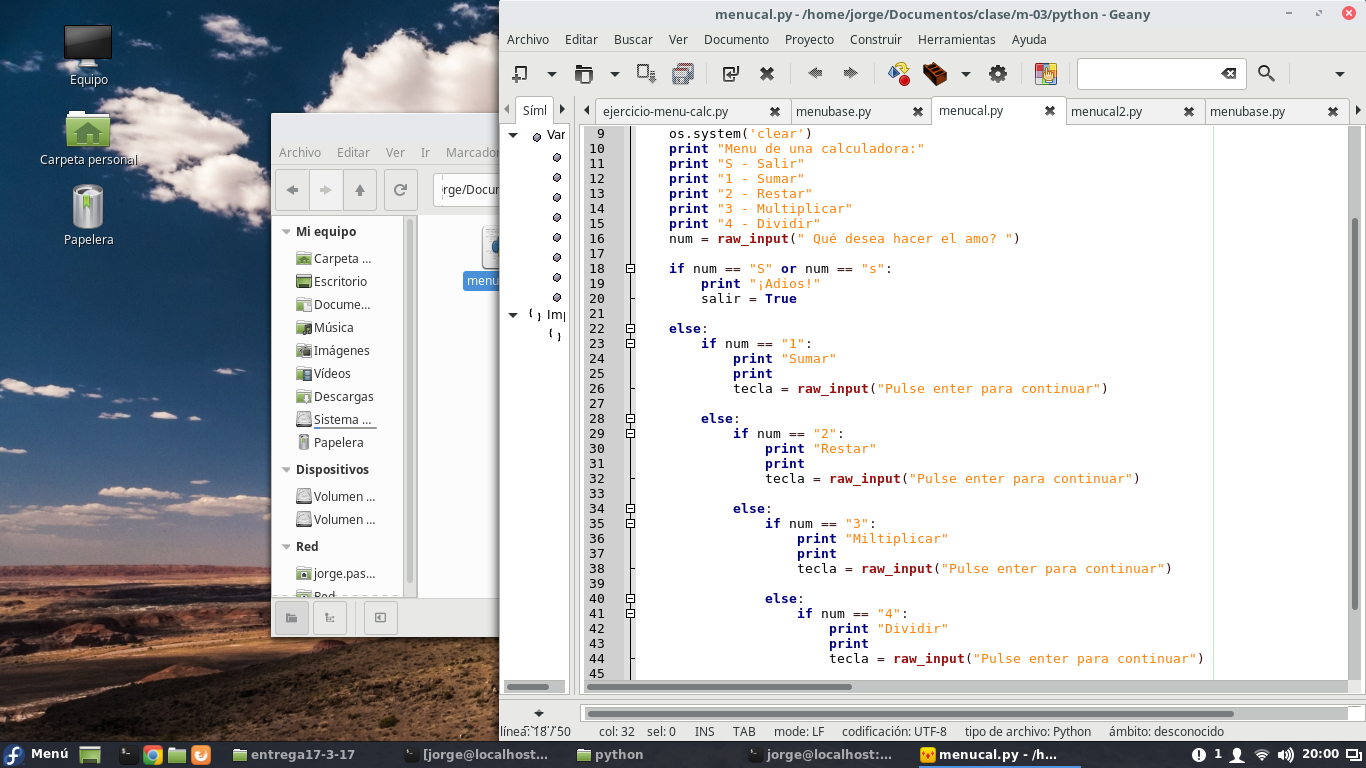 Equipo
Carpeta personal
Papelera
Archivo Editar Ver Ir Marcador
rge/Docur
Mi equipo
Carpeta ...
Escritorio
Docume...
Música
Imágenes
Vídeos
Descargas
Sistema ...
Papelera
Dispositivos
Volumen ...
Volumen ...
Red
jorge.pas...
Red
menu
menucal.py - /home/jorge/Documentos/clase/m-03/python - Geany
Archivo Editar Buscar Ver Documento Proyecto Construir Herramientas Ayuda
Síml
ejercicio-menu-calc.py menubase.py menucal.py menucal2.py menubase.py
Var
Imp
9 os.system('clear')
10 print "Menu de una calculadora:"
11 print "S - Salir"
12 print "1 - Sumar"
13 print "2 - Restar"
14 print "3 - Multiplicar"
15 print "4 - Dividir"
16 num = raw_input(" Qué desea hacer el amo? ")
17
18 if num == "S" or num == "s":
19 print "¡Adios!"
20 salir = True
21
22 else:
23 if num == "1":
24 print "Sumar"
25 print
26 tecla = raw_input("Pulse enter para continuar")
27
28 else:
29 if num == "2":
30 print "Restar"
31 print
32 tecla = raw_input("Pulse enter para continuar")
33
34 else:
35 if num == "3":
36 print "Miltiplicar"
37 print
38 tecla = raw_input("Pulse enter para continuar")
39
40 else:
41 if num == "4":
42 print "Dividir"
43 print
44 tecla = raw_input("Pulse enter para continuar")
45
línea: 18 / 50 col: 32 sel: 0 INS TAB mode: LF codificación: UTF-8 tipo de archivo: Python ámbito: desconocido
Menú entrega17-3-17 [jorge@localhost... python jorge@localhost:... menucal.py - /h... 1 20:00